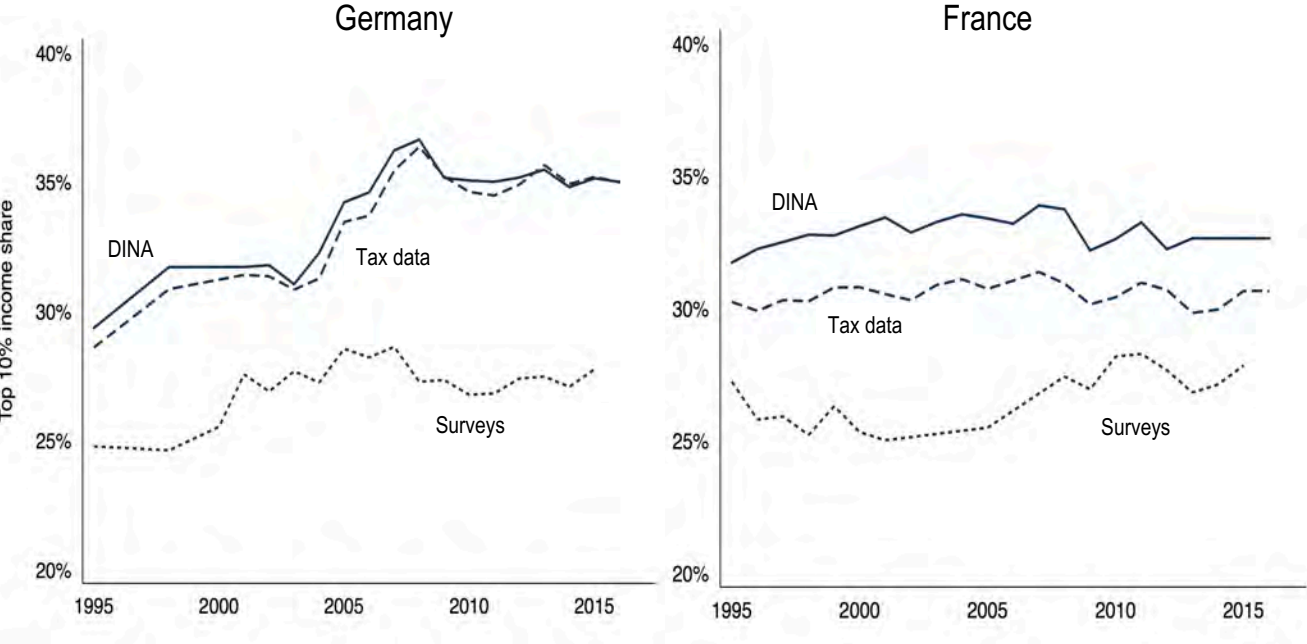 Germany
France
Top 10% income share
40%
35%
30%
25%
20%
DINA
Tax data
Surveys
1995 2000 2005 2010 2015
40%
35%
30%
25%
20%
DINA
Tax data
Surveys
1995 2000 2005 2010 2015